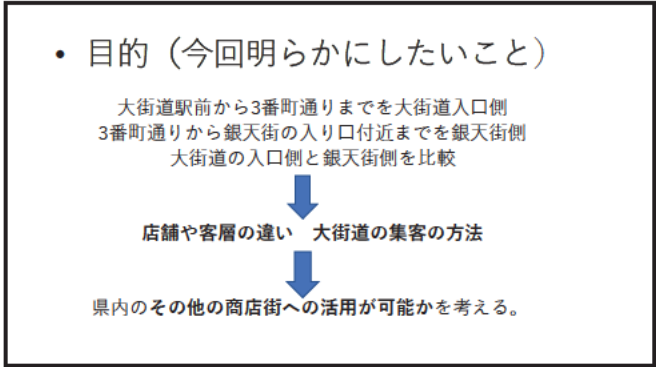 • 目的（今回明らかにしたいこと）
大街道駅前から3番町通りまでを大街道入口側
3番町通りから銀天街の入り口付近までを銀天街側
大街道の入口側と銀天街側を比較
店舗や客層の違い　大街道の集客の方法
県内のその他の商店街への活用が可能かを考える。